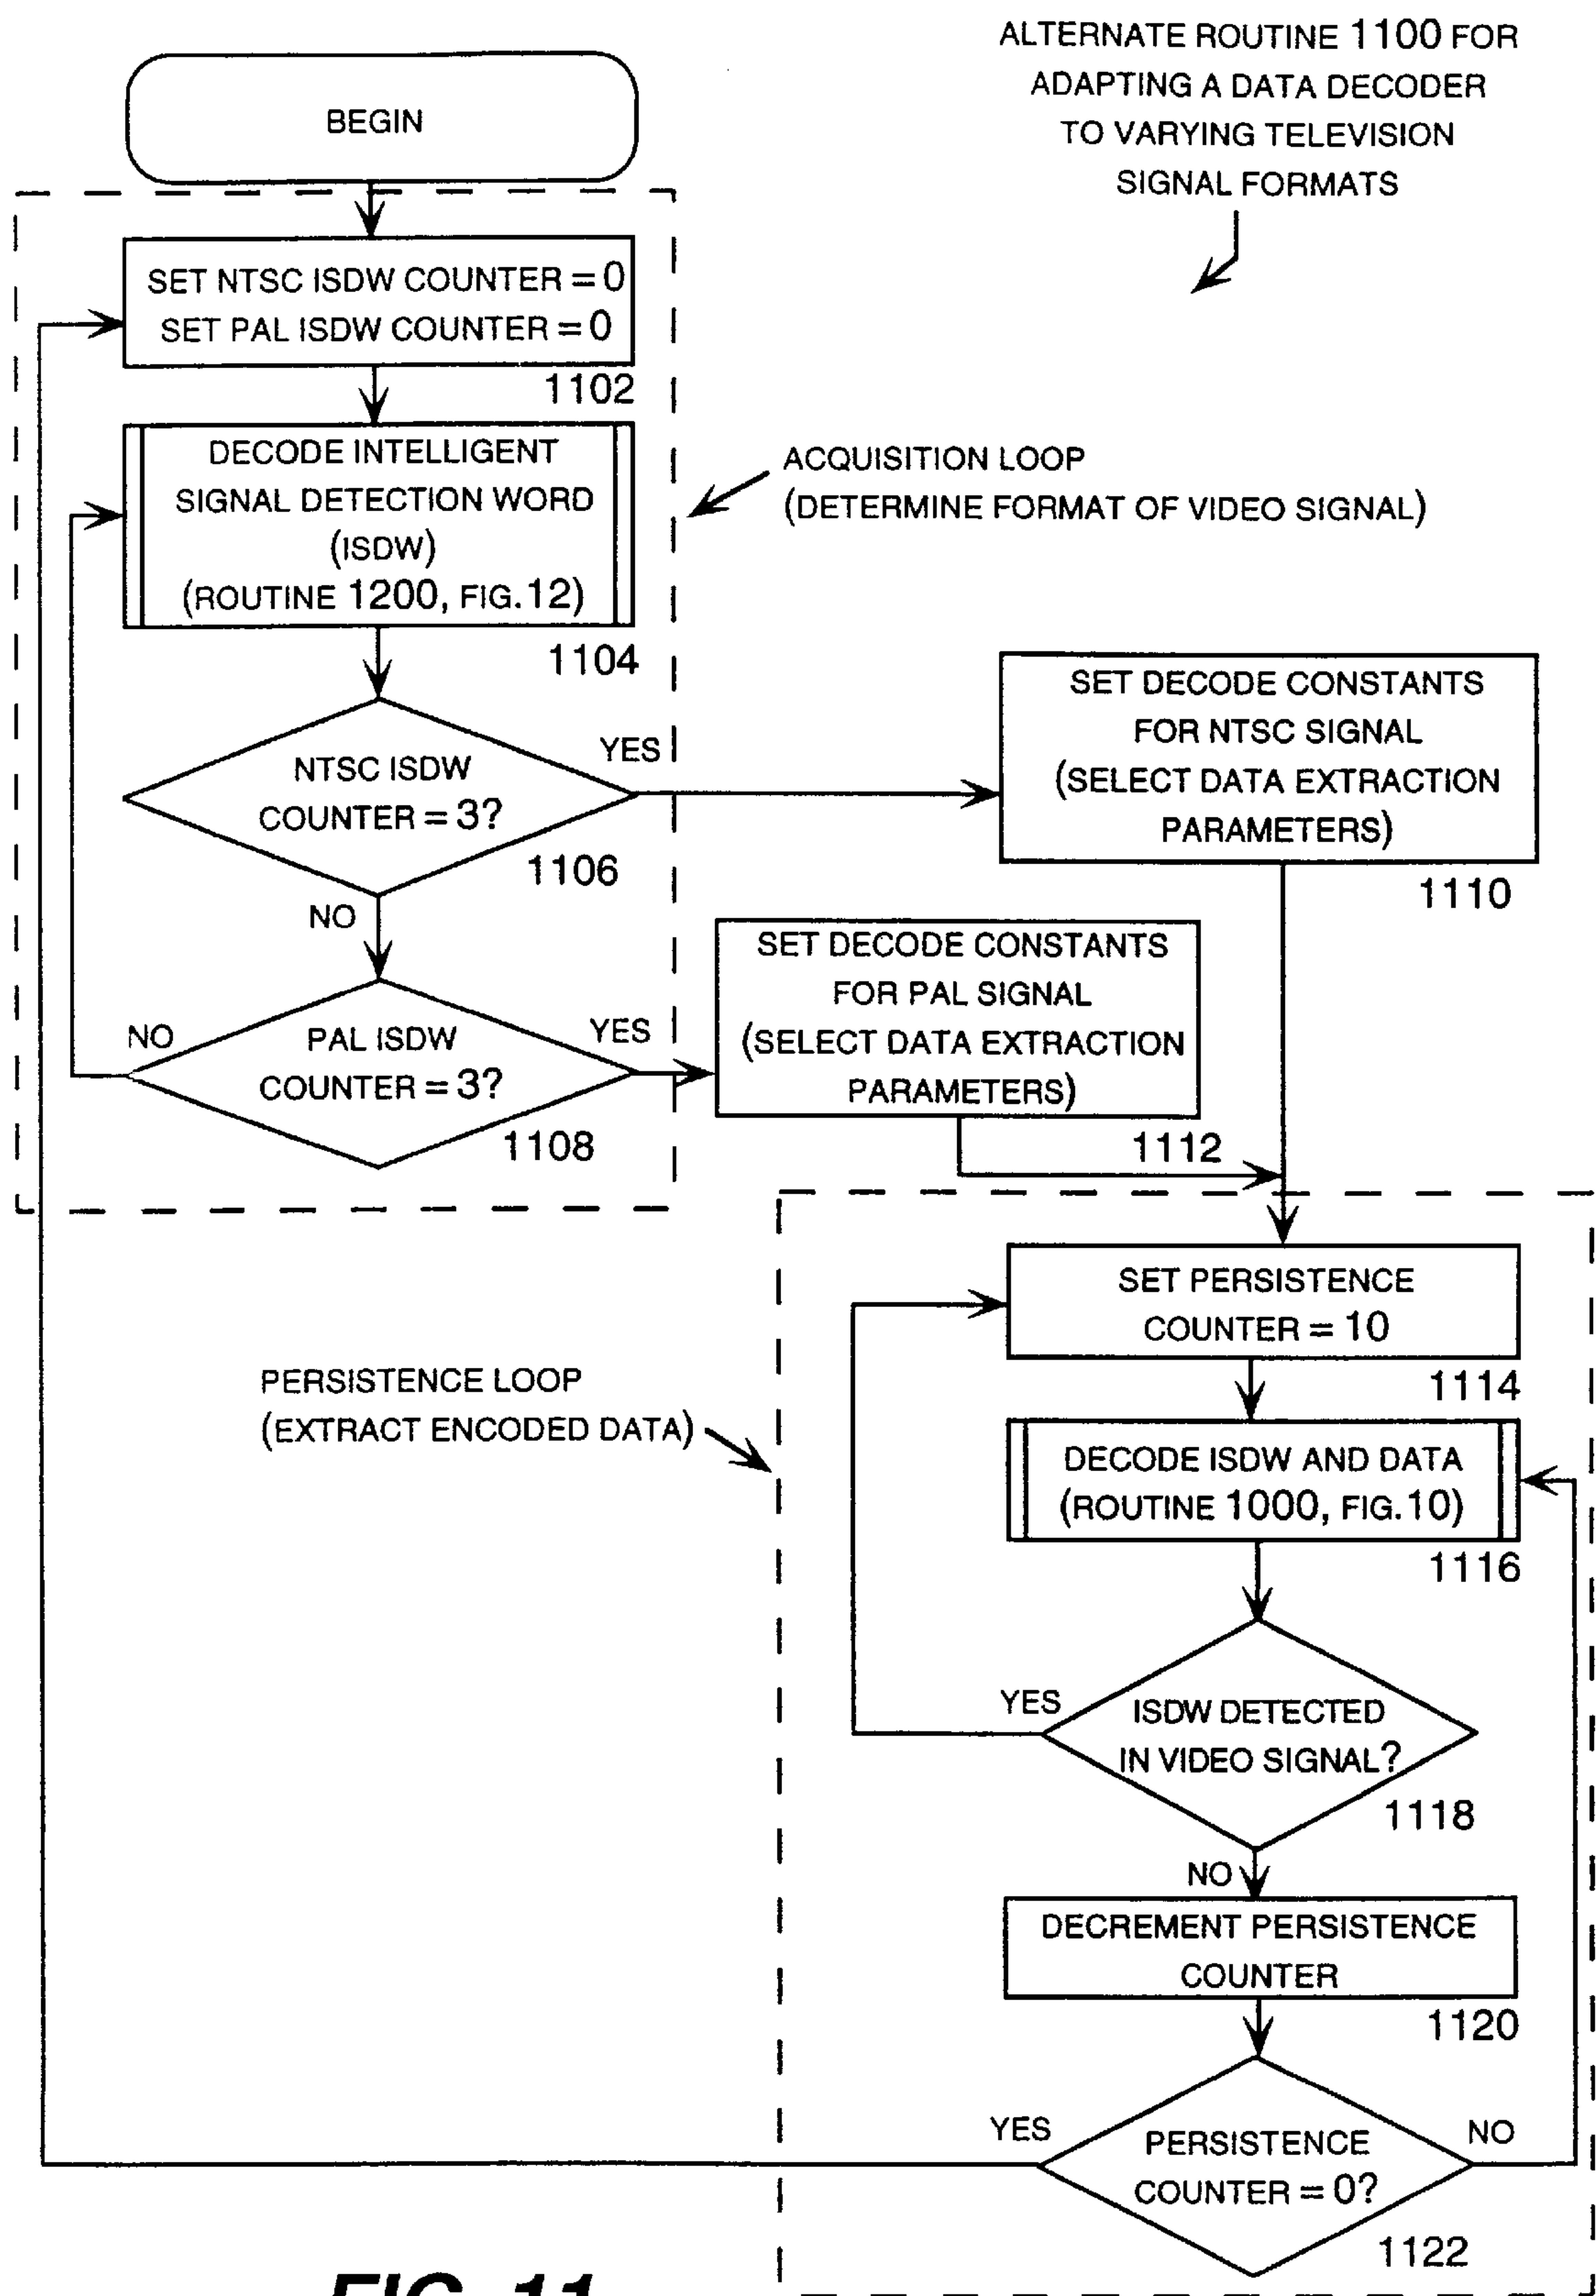 ALTERNATE ROUTINE 1100 FOR
ADAPTING A DATA DECODER
TO VARYING TELEVISION
SIGNAL FORMATS
BEGIN
SET NTSC ISDW COUNTER = 0
SET PAL ISDW COUNTER = 0
1102
DECODE INTELLIGENT
SIGNAL DETECTION WORD
(ISDW)
(ROUTINE 1200, FIG.12)
1104
ACQUISITION LOOP
(DETERMINE FORMAT OF VIDEO SIGNAL)
NTSC ISDW
COUNTER = 3?
1106
YES
NO
SET DECODE CONSTANTS
FOR NTSC SIGNAL
(SELECT DATA EXTRACTION
PARAMETERS)
1110
PAL ISDW
COUNTER = 3?
1108
NO
YES
SET DECODE CONSTANTS
FOR PAL SIGNAL
(SELECT DATA EXTRACTION
PARAMETERS)
1112
PERSISTENCE LOOP
(EXTRACT ENCODED DATA)
SET PERSISTENCE
COUNTER = 10
1114
DECODE ISDW AND DATA
(ROUTINE 1000, FIG.10)
1116
YES
ISDW DETECTED
IN VIDEO SIGNAL?
1118
NO
DECREMENT PERSISTENCE
COUNTER
1120
YES
PERSISTENCE
COUNTER = 0?
NO
1122
FIG. 11